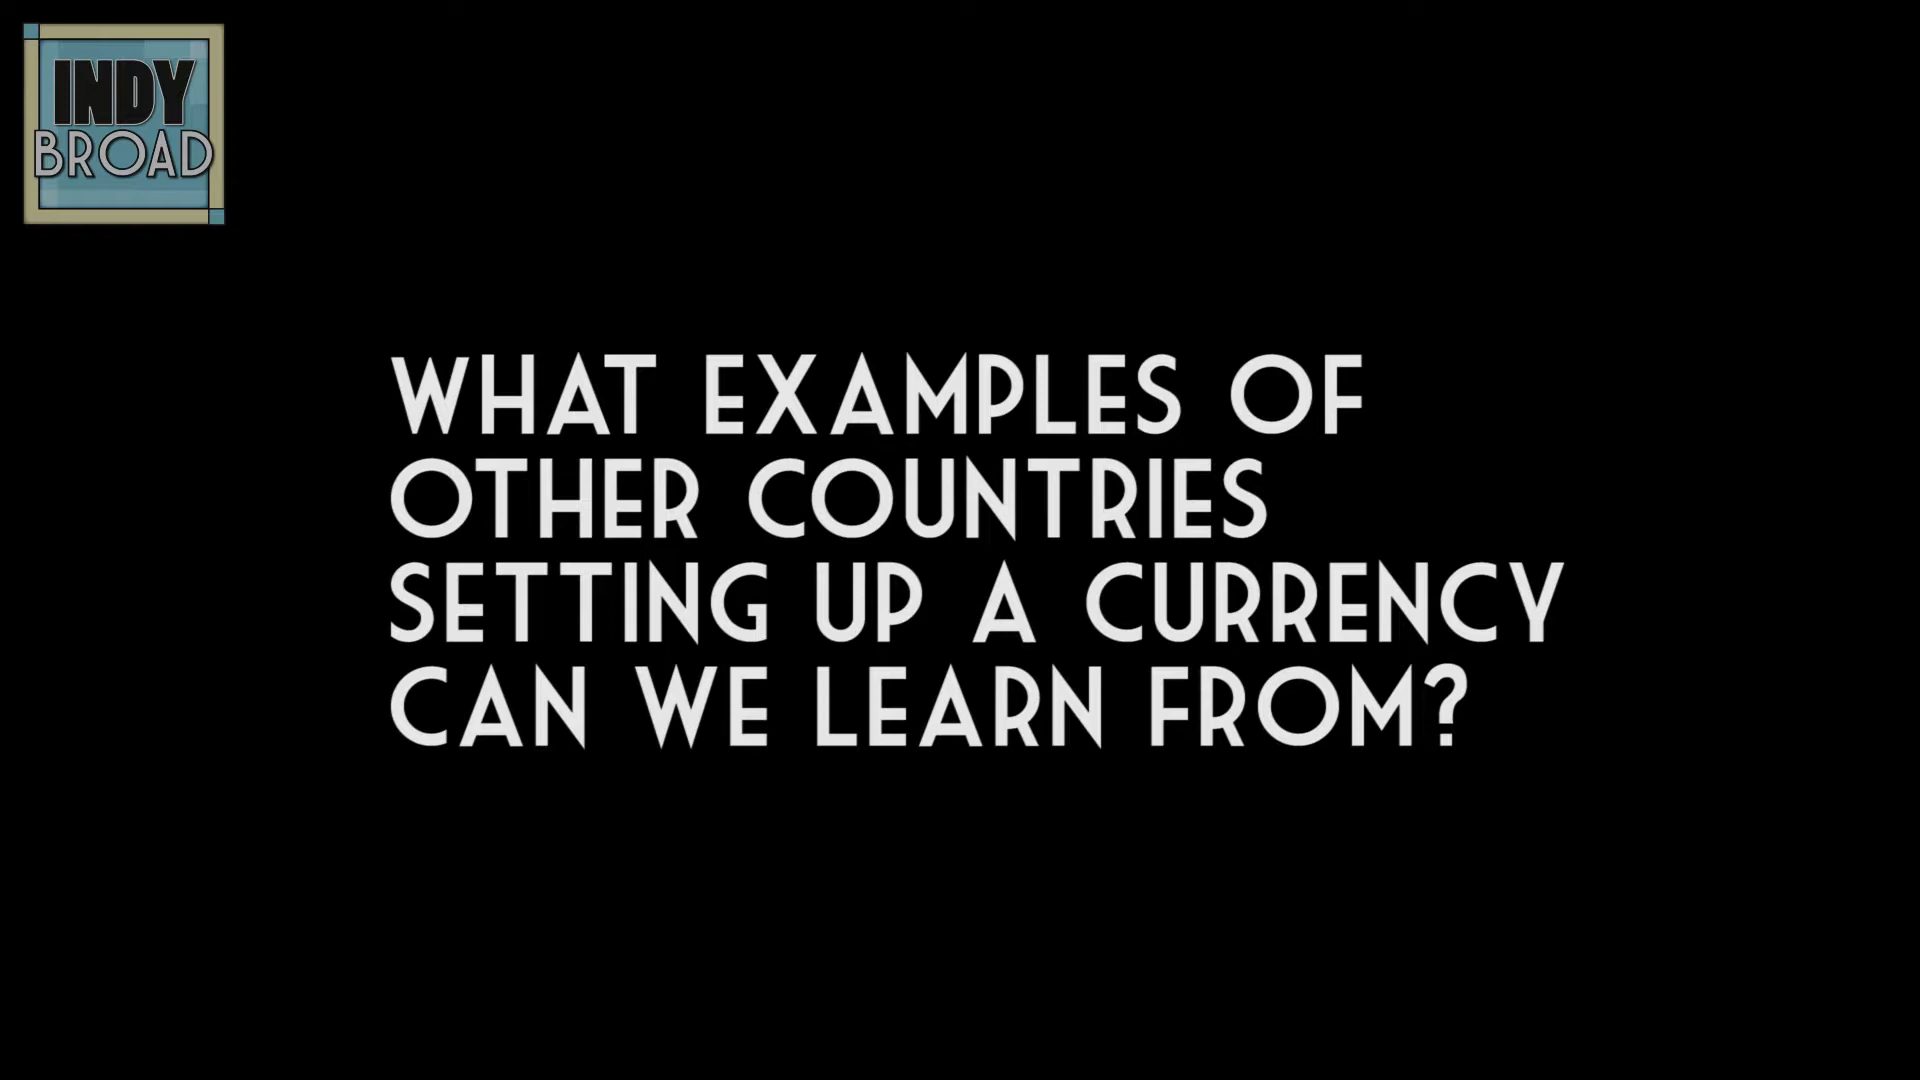 INDY
BROAD
WHAT EXAMPLES OF
OTHER COUNTRIES
SETTING UP A CURRENCY
CAN WE LEARN FROM?